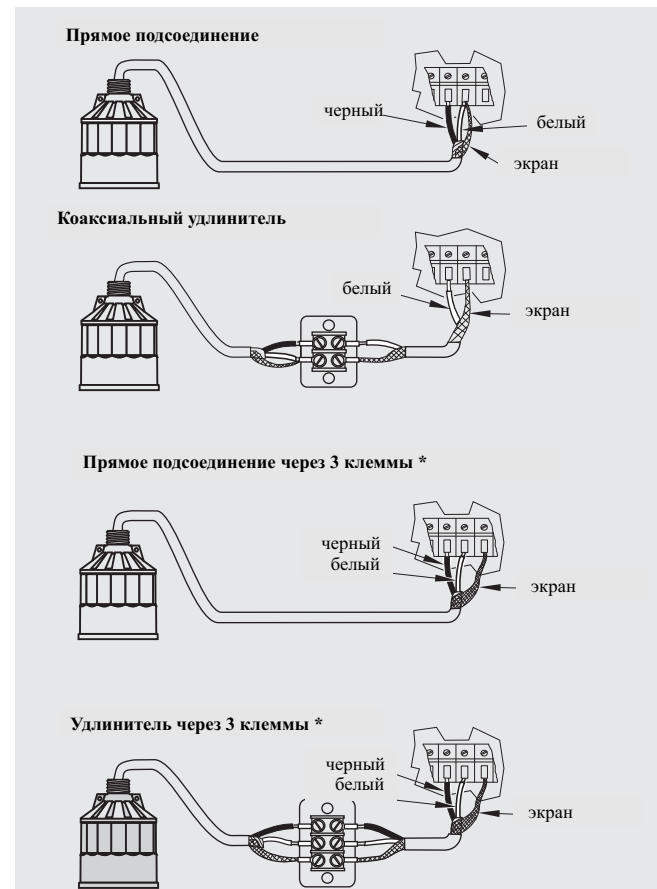 Прямое подсоединение
черный
белый
экран
Коаксиальный удлинитель
белый
экран
Прямое подсоединение через 3 клеммы *
черный
белый
экран
Удлинитель через 3 клеммы *
черный
белый
экран